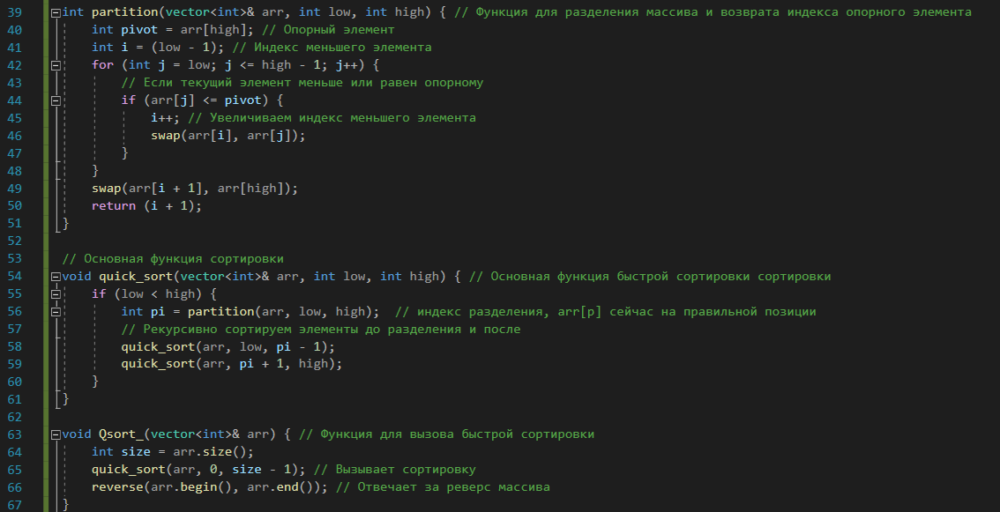 39 int partition(vector<int>& arr, int low, int high) { // Функция для разделения массива и возврата индекса опорного элемента
40 int pivot = arr[high]; // Опорный элемент
41 int i = (low - 1); // Индекс меньшего элемента
42 for (int j = low; j <= high - 1; j++) {
43 // Если текущий элемент меньше или равен опорному
44 if (arr[j] <= pivot) {
45 i++; // Увеличиваем индекс меньшего элемента
46 swap(arr[i], arr[j]);
47 }
48 }
49 swap(arr[i + 1], arr[high]);
50 return (i + 1);
51 }
52
53 // Основная функция сортировки
54 void quick_sort(vector<int>& arr, int low, int high) { // Основная функция быстрой сортировки сортировки
55 if (low < high) {
56 int pi = partition(arr, low, high); // индекс разделения, arr[p] сейчас на правильной позиции
57 // Рекурсивно сортируем элементы до разделения и после
58 quick_sort(arr, low, pi - 1);
59 quick_sort(arr, pi + 1, high);
60 }
61 }
62
63 void Qsort_(vector<int>& arr) { // Функция для вызова быстрой сортировки
64 int size = arr.size();
65 quick_sort(arr, 0, size - 1); // Вызывает сортировку
66 reverse(arr.begin(), arr.end()); // Отвечает за реверс массива
67 }